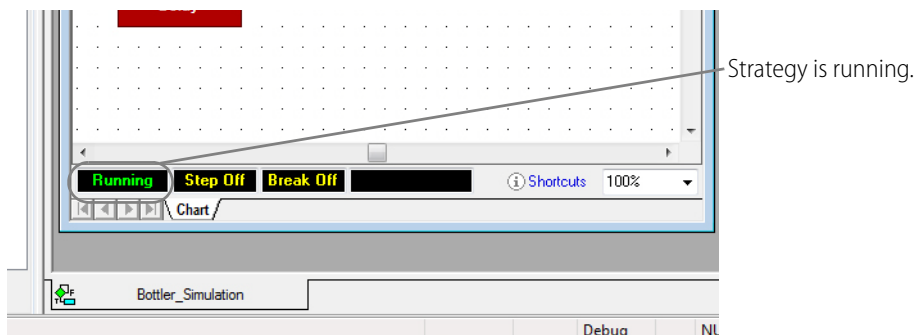 Strategy is running.
Running Step Off Break Off Shortcuts 100%
Chart
Bottler_Simulation
Debug